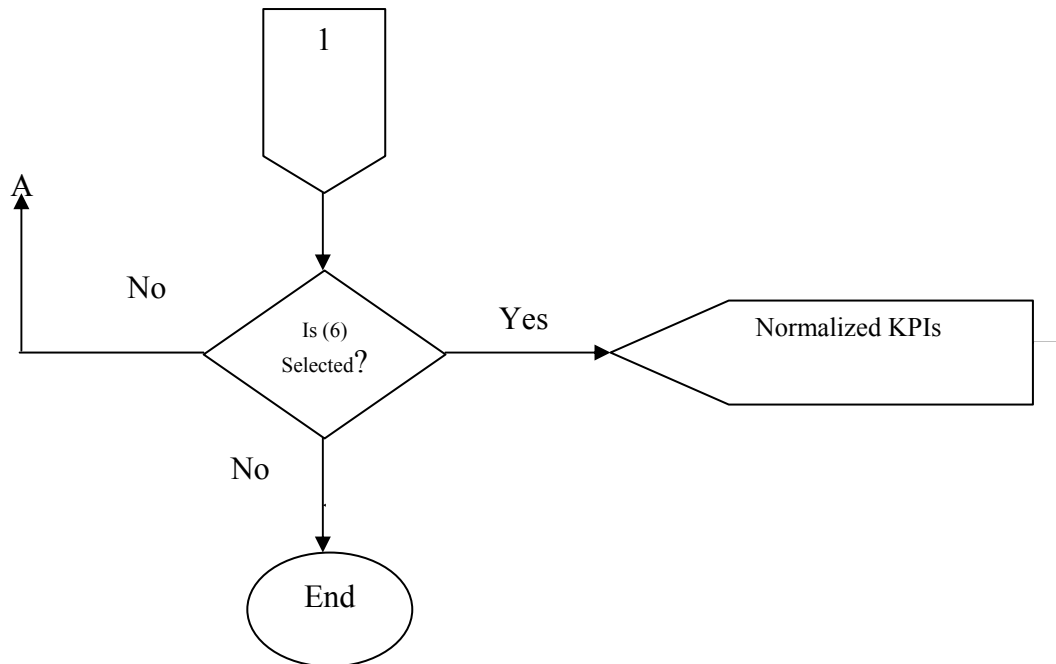 1
A
No
Yes
Is (6)
Selected?
Normalized KPIs
No
End